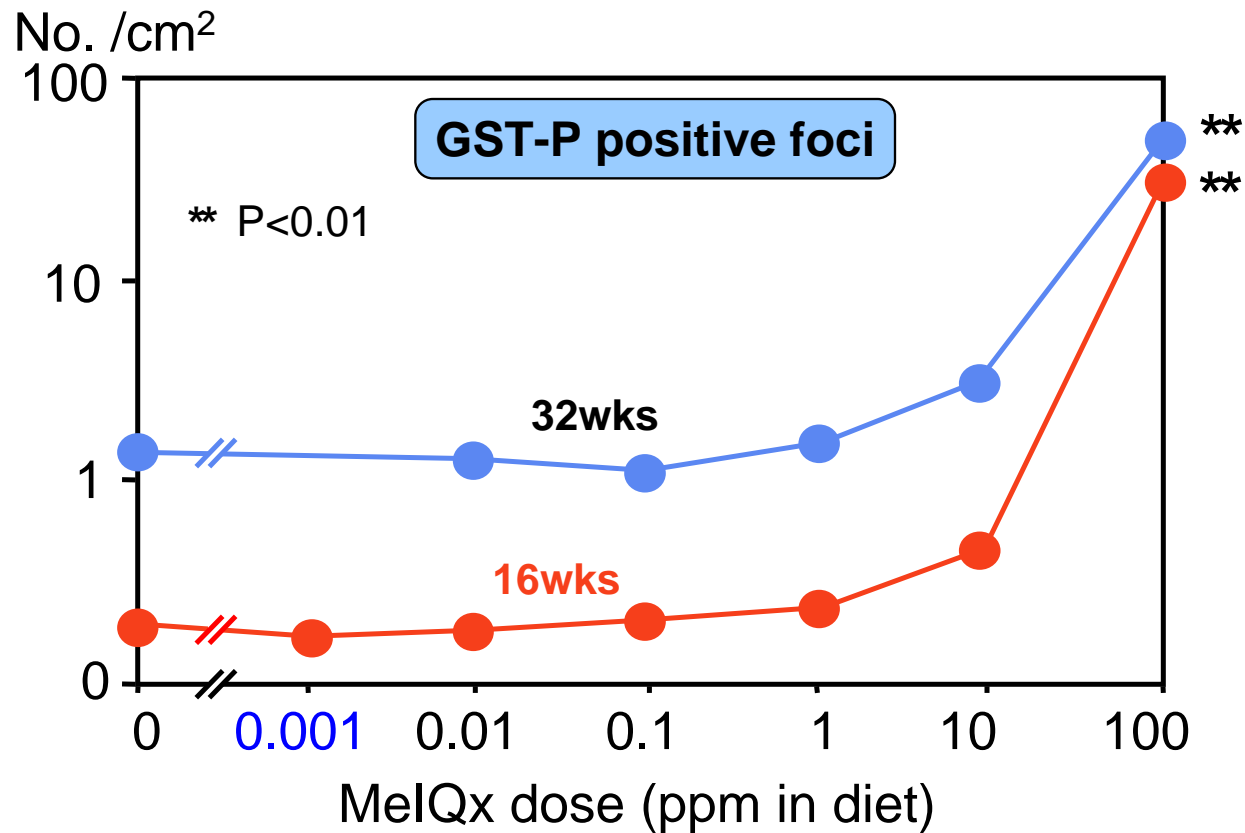 No. /cm²
100
GST-P positive foci
**
** P<0.01
**
10
32wks
1
16wks
0
0 0.001 0.01 0.1 1 10 100
MeIQx dose (ppm in diet)